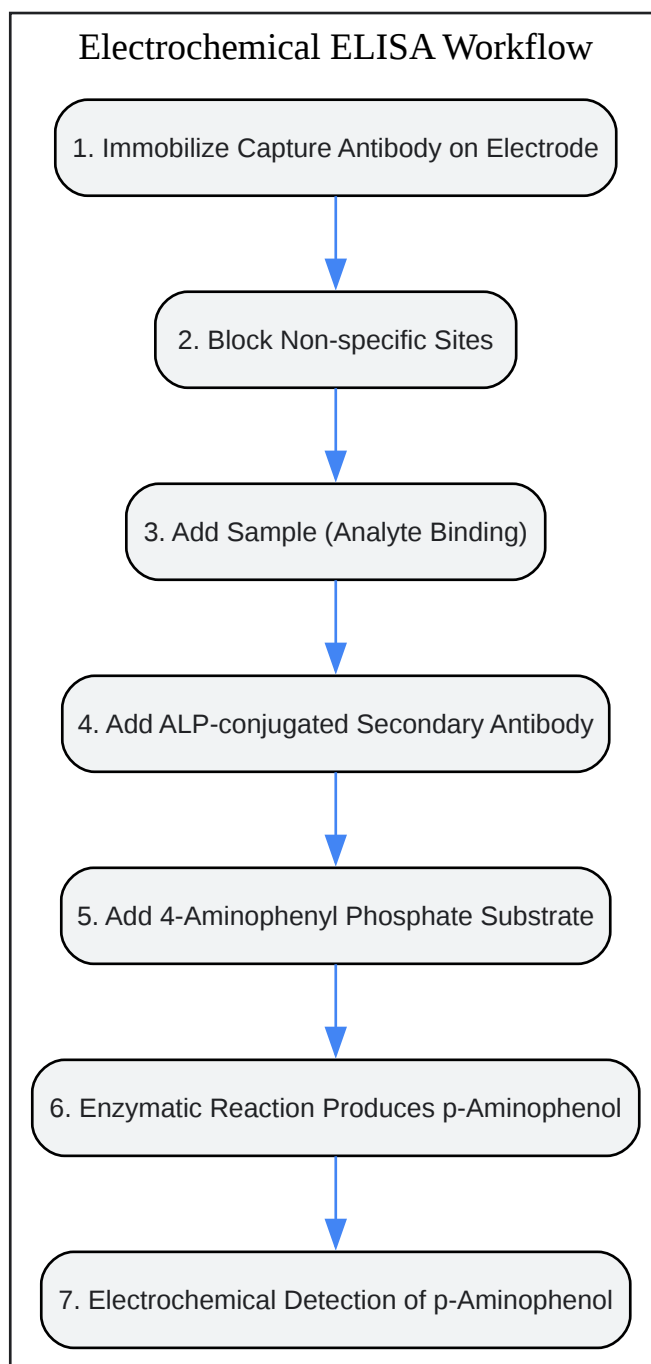 Electrochemical ELISA Workflow
1. Immobilize Capture Antibody on Electrode
2. Block Non-specific Sites
3. Add Sample (Analyte Binding)
4. Add ALP-conjugated Secondary Antibody
5. Add 4-Aminophenyl Phosphate Substrate
6. Enzymatic Reaction Produces p-Aminophenol
7. Electrochemical Detection of p-Aminophenol